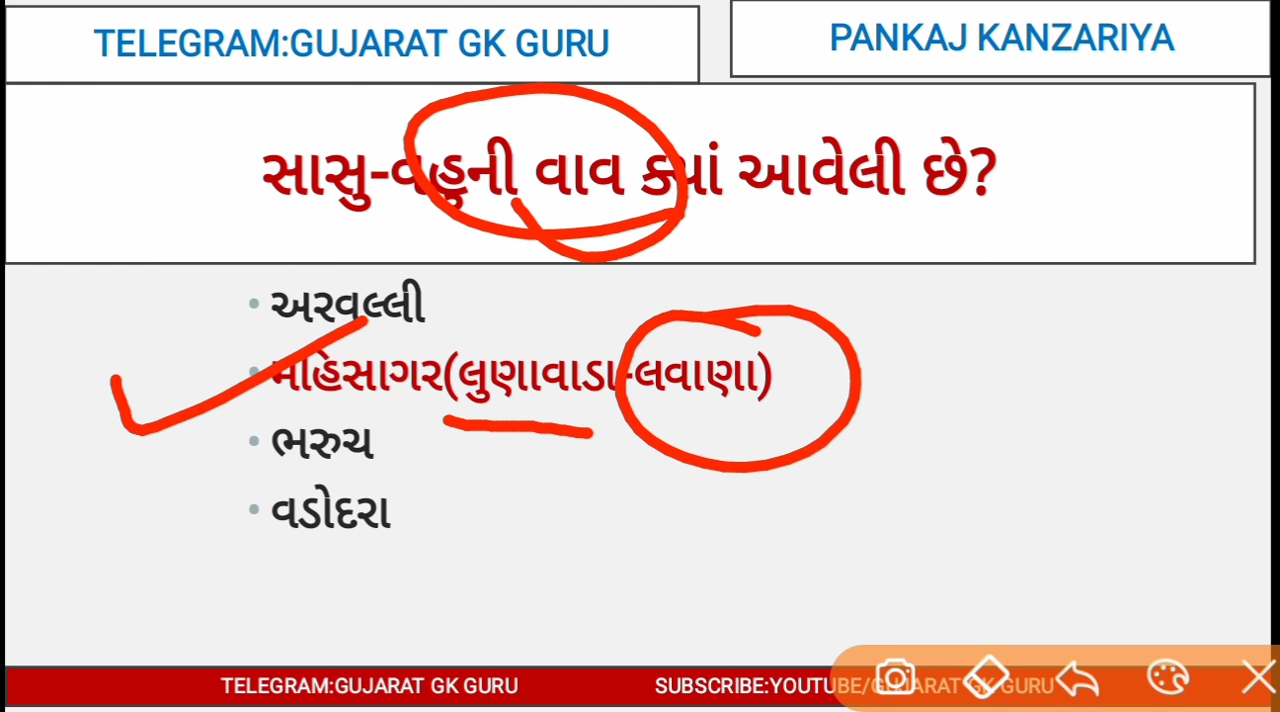 TELEGRAM:GUJARAT GK GURU
PANKAJ KANZARIYA
સાસુ-વહુની વાવ ક્યાં આવેલી છે?
• અરવલ્લી
• મહિસાગર(લુણાવાડા-લવાણા)
• ભરુચ
• વડોદરા
TELEGRAM:GUJARAT GK GURU
SUBSCRIBE:YOUTUBE/GUJARAT GK GURU